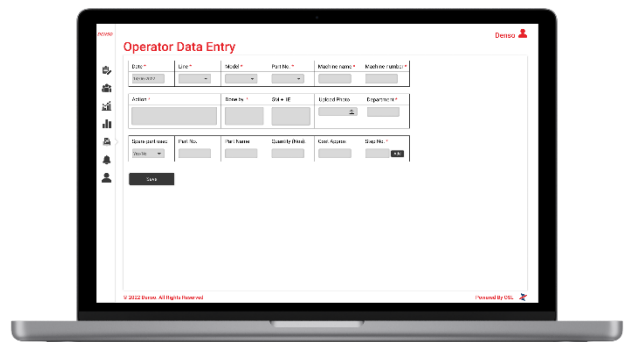 DENSO
Denso
Operator Data Entry
Date * Line * Model * Part No. * Machine name * Machine number *
Action * Done By * Upload Photo Department *
Spare part used Part No. Part Name Quantity (Nos) Cost Approx Step No. *
Save
© 2022 Denso. All Rights Reserved
Powered By